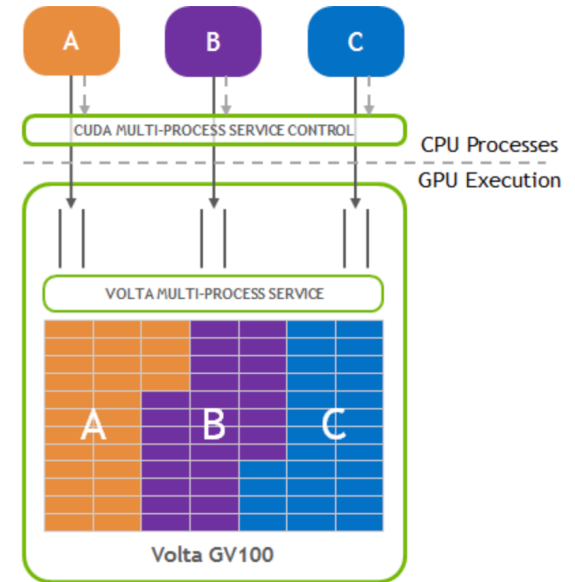 A
B
C
CUDA MULTI-PROCESS SERVICE CONTROL
CPU Processes
GPU Execution
VOLTA MULTI-PROCESS SERVICE
A
B
C
Volta GV100